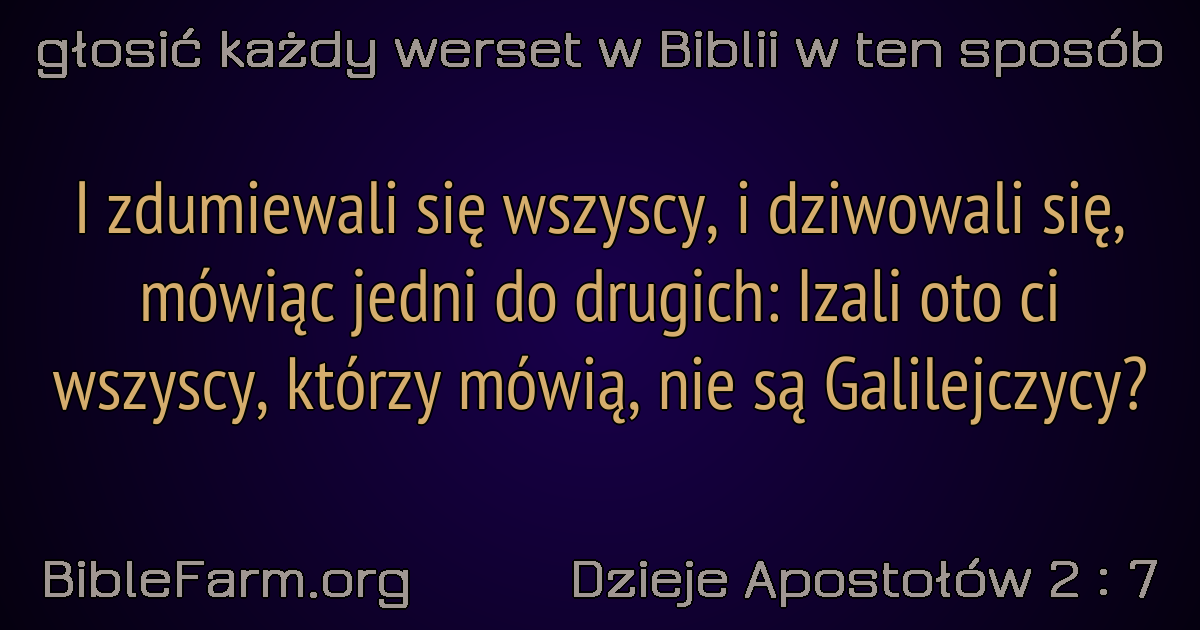 głosić każdy werset w Biblii w ten sposób
I zdumiewali się wszyscy, i dziwowali się,
mówiąc jedni do drugich: Izali oto ci
wszyscy, którzy mówią, nie są Galilejczycy?
BibleFarm.org
Dzieje Apostołów 2 : 7